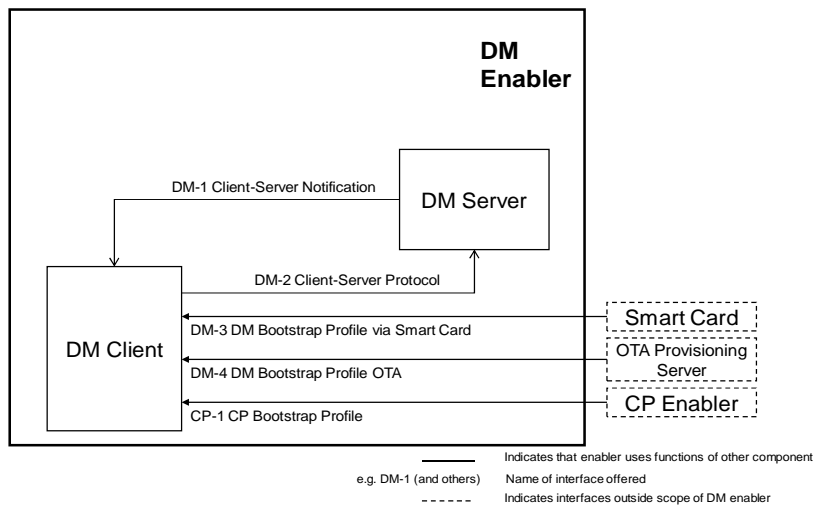 DM
Enabler
DM-1 Client-Server Notification
DM Server
DM-2 Client-Server Protocol
DM Client
DM-3 DM Bootstrap Profile via Smart Card
Smart Card
DM-4 DM Bootstrap Profile OTA
OTA Provisioning
Server
CP-1 CP Bootstrap Profile
CP Enabler
Indicates that enabler uses functions of other component
e.g. DM-1 (and others) Name of interface offered
Indicates interfaces outside scope of DM enabler